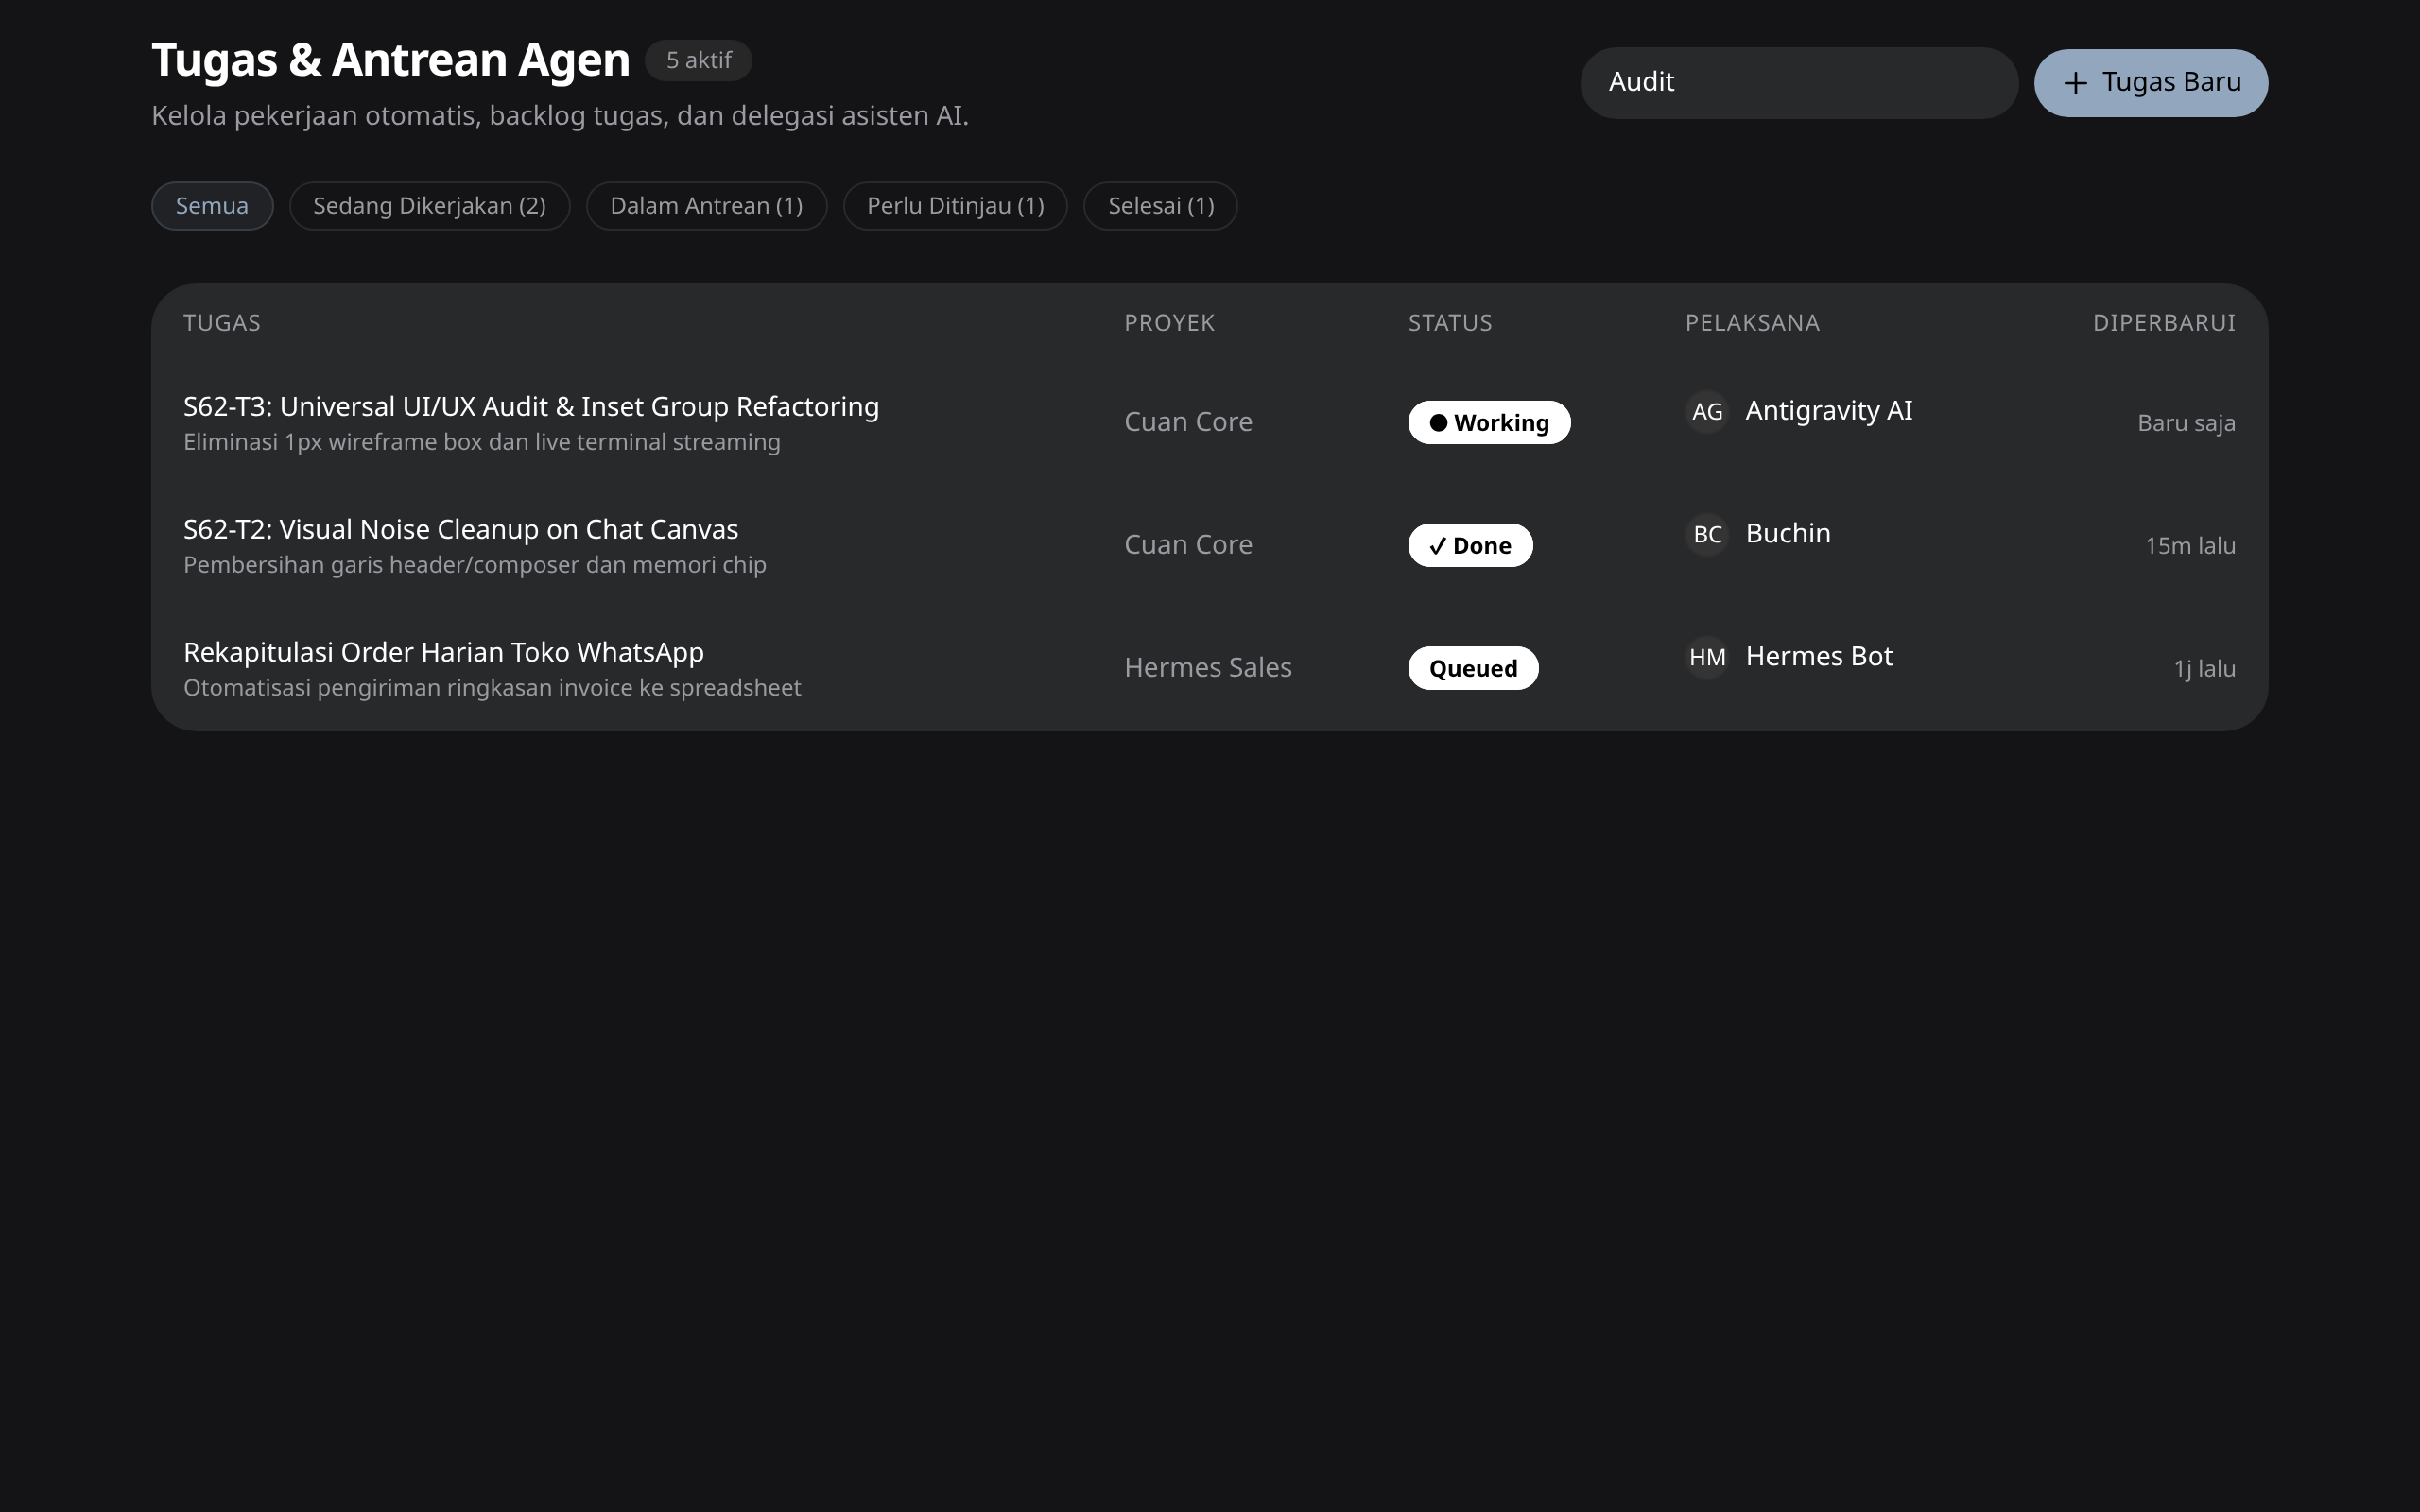 Tugas & Antrean Agen 5 aktif
Kelola pekerjaan otomatis, backlog tugas, dan delegasi asisten AI.
Audit
+ Tugas Baru
Semua Sedang Dikerjakan (2) Dalam Antrean (1) Perlu Ditinjau (1) Selesai (1)
TUGAS PROYEK STATUS PELAKSANA DIPERBARUI
S62-T3: Universal UI/UX Audit & Inset Group Refactoring
Eliminasi 1px wireframe box dan live terminal streaming
Cuan Core ● Working AG Antigravity AI Baru saja
S62-T2: Visual Noise Cleanup on Chat Canvas
Pembersihan garis header/composer dan memori chip
Cuan Core ✓ Done BC Buchin 15m lalu
Rekapitulasi Order Harian Toko WhatsApp
Otomatisasi pengiriman ringkasan invoice ke spreadsheet
Hermes Sales Queued HM Hermes Bot 1j lalu